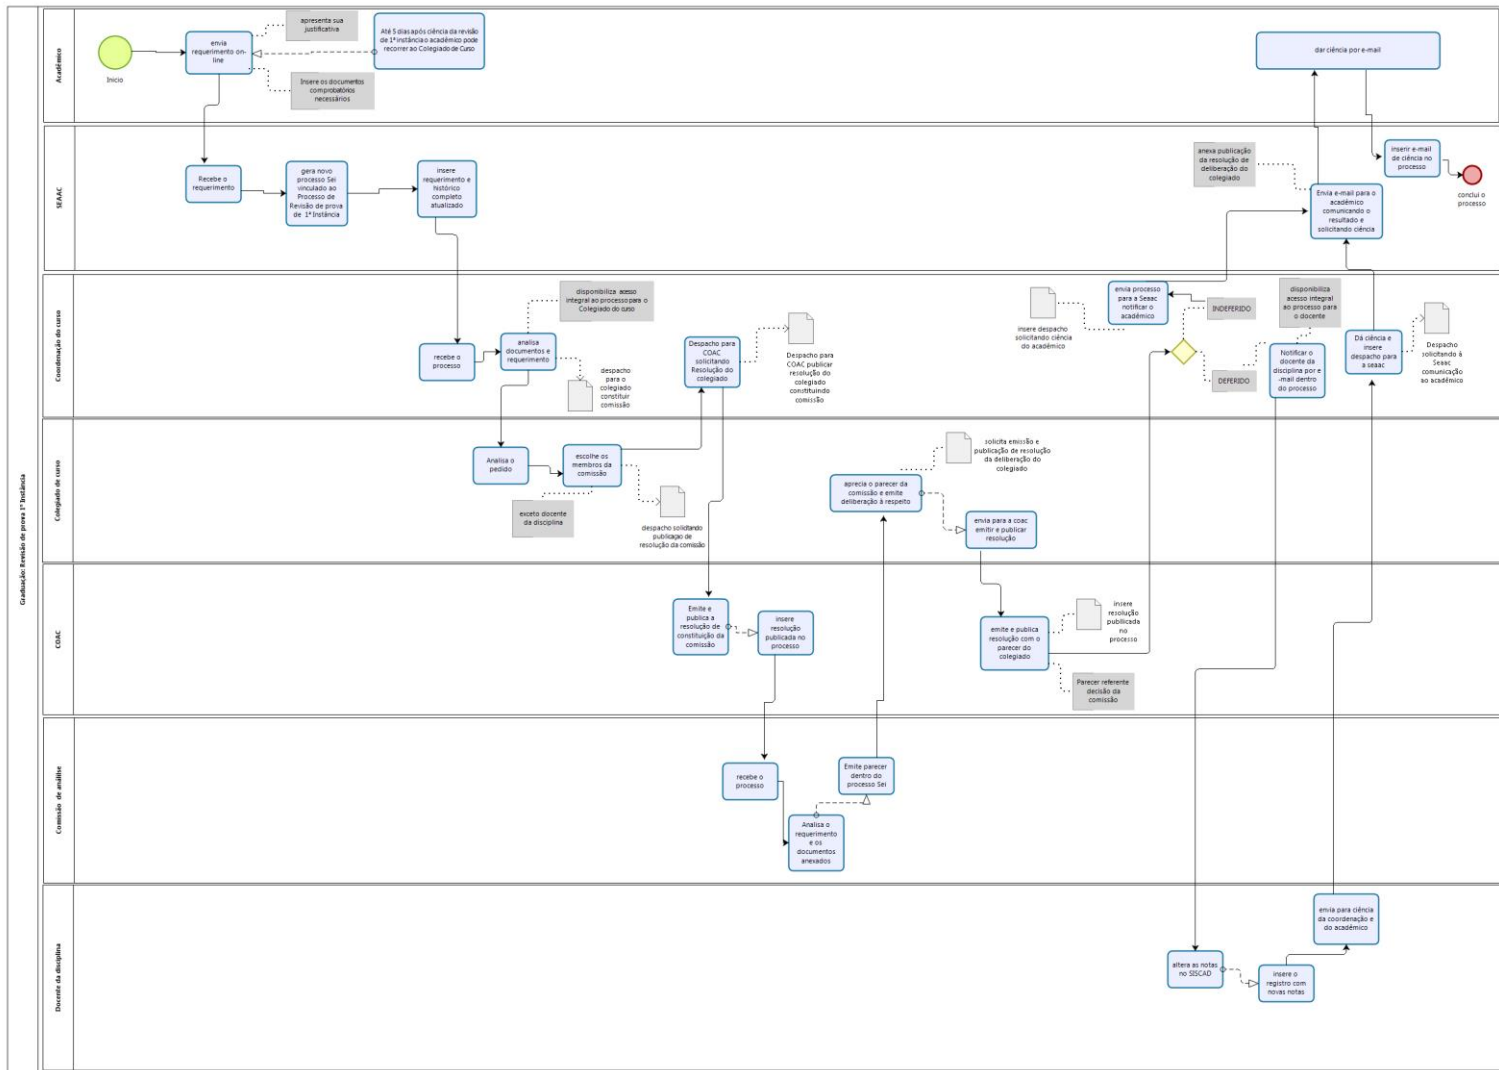 Graduação: Revisão de prova 1ª Instância
Acadêmico
Inicio
envia
requerimento on-
line
apresenta sua
justificativa
Insere os documentos
comprobatórios
necessários
Até 5 dias após ciência da revisão
de 1ª instância o acadêmico pode
recorrer ao Colegiado de Curso
dar ciência por e-mail
SEAAC
Recebe o
requerimento
gera novo
processo Sei
vinculado ao
Processo de
Revisão de prova
de 1ª Instância
insere
requerimento e
histórico
completo
atualizado
anexa publicação
da resolução de
deliberação do
colegiado
Envia e-mail para o
acadêmico
comunicando o
resultado e
solicitando ciência
inserir e-mail
de ciência no
processo
conclui o
processo
Coordenação do curso
recebe o
processo
analisa
documentos e
requerimento
disponibiliza acesso
integral ao processo para o
Colegiado do curso
despacho
para o
colegiado
constituir
comissão
Despacho para
COAC
solicitando
Resolução do
colegiado
Despacho para
COAC publicar
resolução do
colegiado
constituindo
comissão
insere despacho
solicitando ciência
do acadêmico
envia processo
para a Seaac
notificar o
acadêmico
INDEFERIDO
DEFERIDO
disponibiliza
acesso integral
ao processo para
o docente
Notificar o
docente da
disciplina por e
-mail dentro
do processo
Dá ciência e
insere
despacho para
a seaac
Despacho
solicitando à
Seaac
comunicação
ao acadêmico
Colegiado de curso
Analisa o
pedido
escolhe os
membros da
comissão
exceto docente
da disciplina
despacho solicitando
publicação de
resolução da comissão
aprecia o parecer da
comissão e emite
deliberação à respeito
solicita emissão e
publicação de resolução
da deliberação do
colegiado
envia para a coac
emitir e publicar
resolução
COAC
Emite e
publica a
resolução de
constituição da
comissão
insere
resolução
publicada no
processo
emite e publica
resolução com o
parecer do
colegiado
insere
resolução
publlicada
no
processo
Parecer referente
decisão da
comissão
Comissão de análise
recebe o
processo
Analisa o
requerimento
e os
documentos
anexados
Emite parecer
dentro do
processo Sei
Docente da disciplina
altera as notas
no SISCAD
insere o
registro com
novas notas
envia para ciência
da coordenação e
do acadêmico